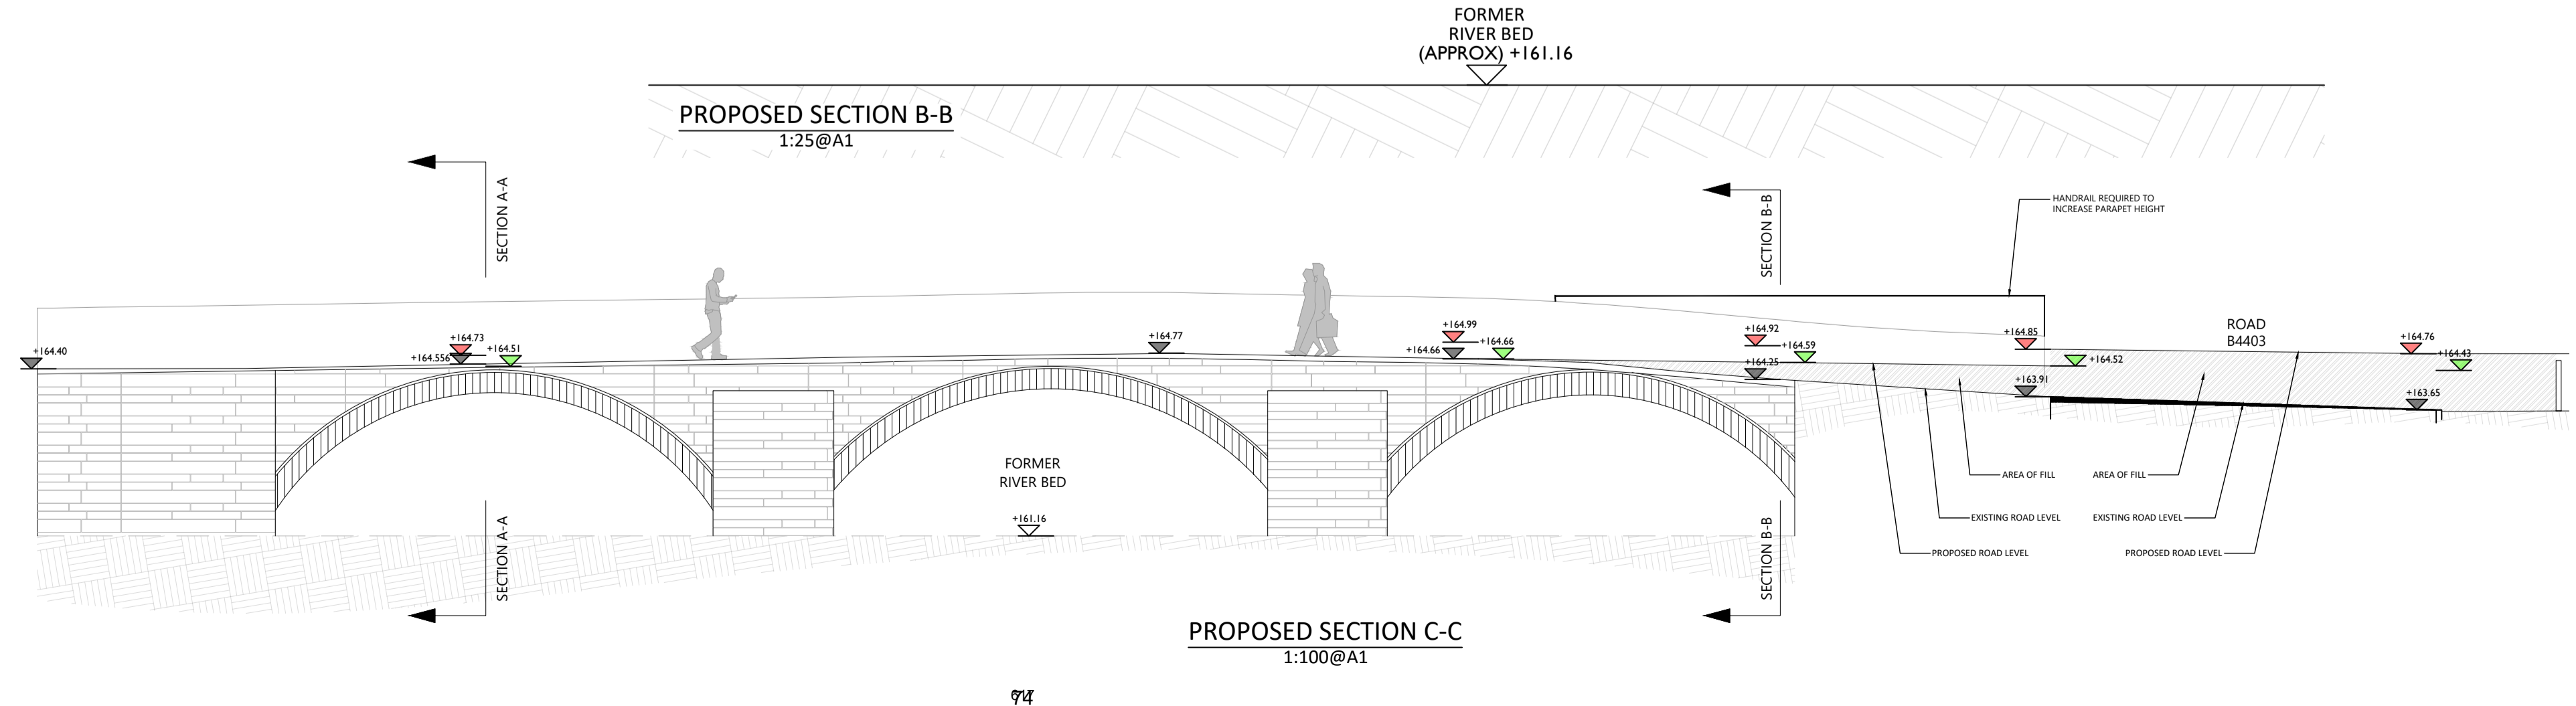 FORMER
RIVER BED
(APPROX) +161.16
PROPOSED SECTION B-B
1:25@A1
SECTION A-A
SECTION B-B
HANDRAIL REQUIRED TO
INCREASE PARAPET HEIGHT
+164.40
+164.73
+164.556
+164.51
+164.77
+164.99
+164.66
+164.66
+164.92
+164.25
+164.59
+164.85
+163.91
+164.52
ROAD
B4403
+164.76
+164.43
+163.65
FORMER
RIVER BED
+161.16
AREA OF FILL
AREA OF FILL
EXISTING ROAD LEVEL
EXISTING ROAD LEVEL
PROPOSED ROAD LEVEL
PROPOSED ROAD LEVEL
SECTION A-A
SECTION B-B
PROPOSED SECTION C-C
1:100@A1